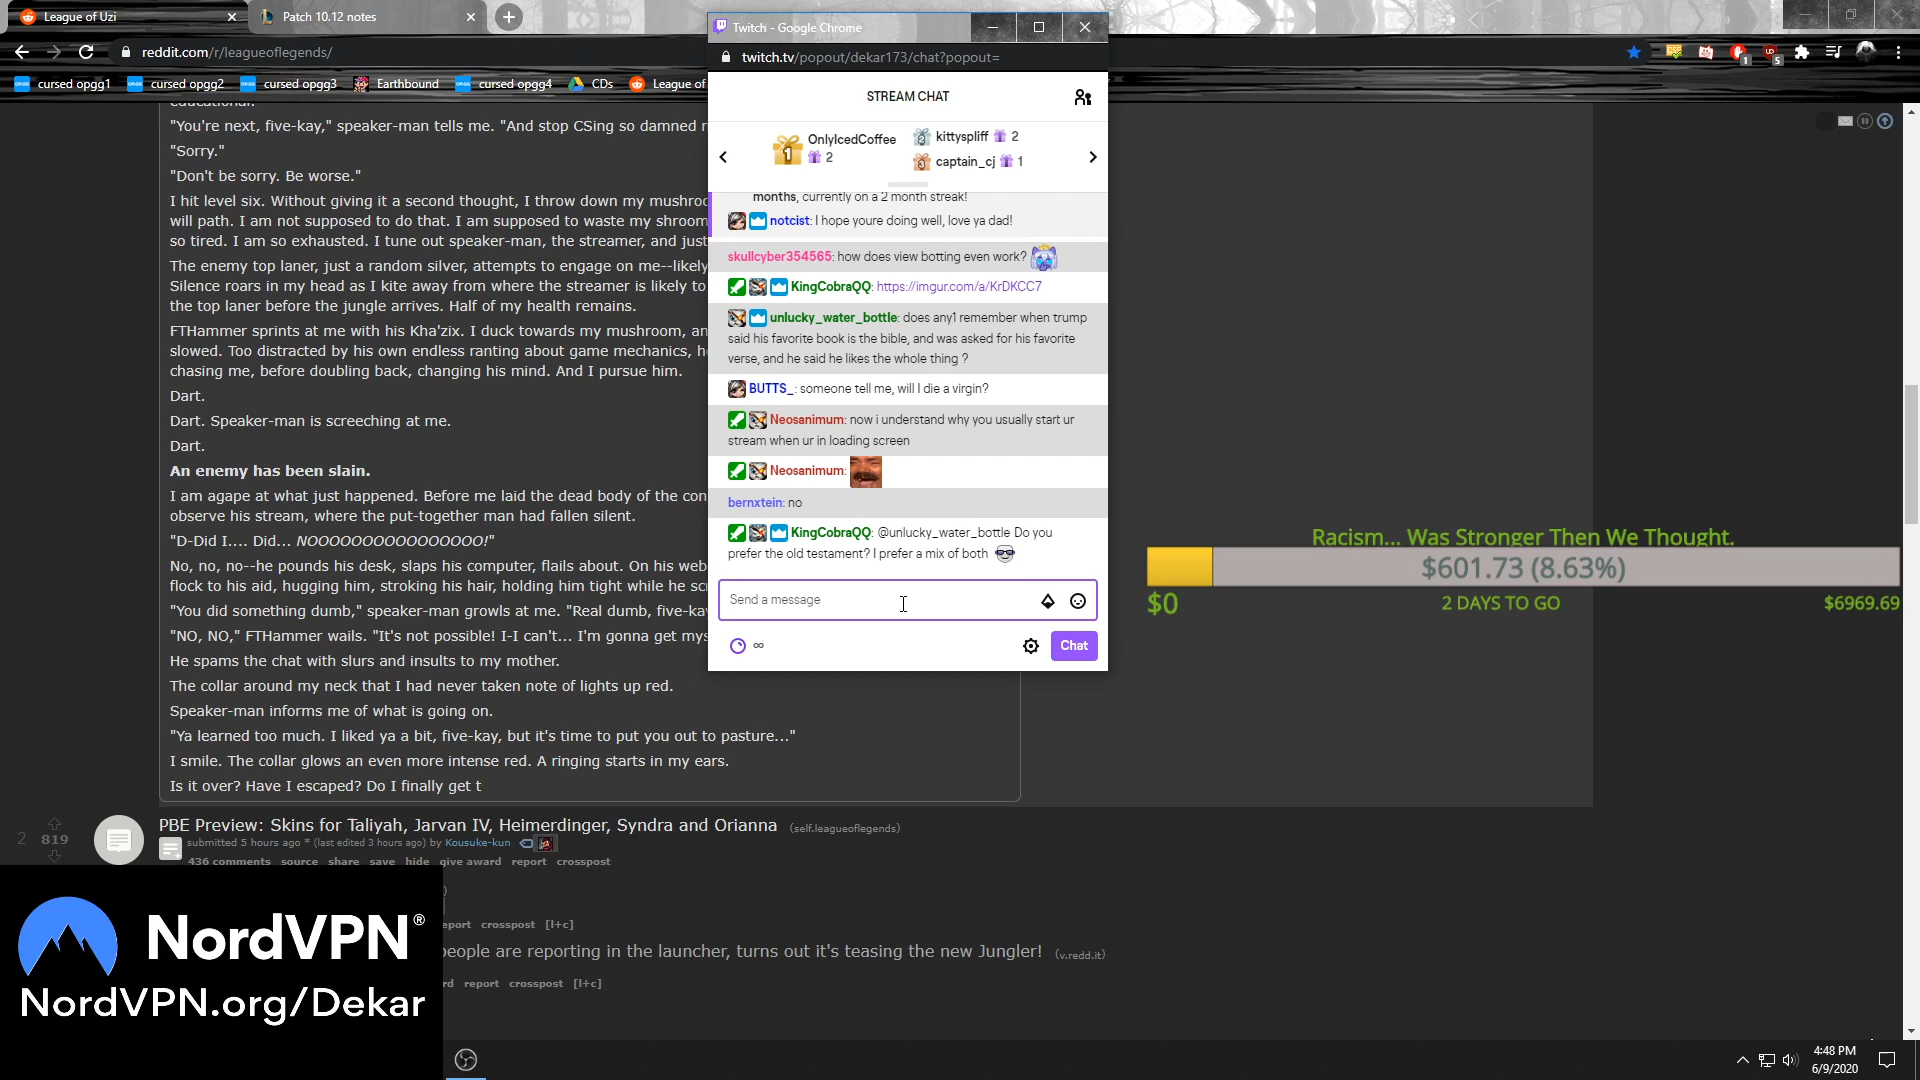 League of Uzi
Patch 10.12 notes
reddit.com/r/leagueoflegends/
cursed opgg1
cursed opgg2
cursed opgg3
Earthbound
cursed opgg4
CDs
League of
educational.
"You're next, five-kay," speaker-man tells me. "And stop CSing so damned r
"Sorry."
"Don't be sorry. Be worse."
I hit level six. Without giving it a second thought, I throw down my mushroo
will path. I am not supposed to do that. I am supposed to waste my shroom
so tired. I am so exhausted. I tune out speaker-man, the streamer, and just
The enemy top laner, just a random silver, attempts to engage on me--likely
Silence roars in my head as I kite away from where the streamer is likely to
the top laner before the jungle arrives. Half of my health remains.
FTHammer sprints at me with his Kha'zix. I duck towards my mushroom, an
slowed. Too distracted by his own endless ranting about game mechanics, h
chasing me, before doubling back, changing his mind. And I pursue him.
Dart.
Dart. Speaker-man is screeching at me.
Dart.
An enemy has been slain.
I am agape at what just happened. Before me laid the dead body of the con
observe his stream, where the put-together man had fallen silent.
"D-Did I.... Did... NOOOOOOOOOOOOOOOO!"
No, no, no--he pounds his desk, slaps his computer, flails about. On his web
flock to his aid, hugging him, stroking his hair, holding him tight while he scr
"You did something dumb," speaker-man growls at me. "Real dumb, five-kay
"NO, NO," FTHammer wails. "It's not possible! I-I can't... I'm gonna get mys
He spams the chat with slurs and insults to my mother.
The collar around my neck that I had never taken note of lights up red.
Speaker-man informs me of what is going on.
"Ya learned too much. I liked ya a bit, five-kay, but it's time to put you out to pasture..."
I smile. The collar glows an even more intense red. A ringing starts in my ears.
Is it over? Have I escaped? Do I finally get t
2
819
PBE Preview: Skins for Taliyah, Jarvan IV, Heimerdinger, Syndra and Orianna (self.leagueoflegends)
submitted 5 hours ago * (last edited 3 hours ago) by Kousuke-kun
436 comments source share save hide give award report crosspost
)
eport crosspost [l+c]
people are reporting in the launcher, turns out it's teasing the new Jungler! (v.redd.it)
rd report crosspost [l+c]
Twitch - Google Chrome
twitch.tv/popout/dekar173/chat?popout=
STREAM CHAT
1
OnlyIcedCoffee
2
2
kittyspliff 2
3
captain_cj 1
months, currently on a 2 month streak!
notcist: I hope youre doing well, love ya dad!
skullcyber354565: how does view botting even work?
KingCobraQQ: https://imgur.com/a/KrDKCC7
unlucky_water_bottle: does any1 remember when trump
said his favorite book is the bible, and was asked for his favorite
verse, and he said he likes the whole thing ?
BUTTS_: someone tell me, will I die a virgin?
Neosanimum: now i understand why you usually start ur
stream when ur in loading screen
Neosanimum:
bernxtein: no
KingCobraQQ: @unlucky_water_bottle Do you
prefer the old testament? I prefer a mix of both
Send a message
∞
Chat
1
5
Racism... Was Stronger Then We Thought.
$601.73 (8.63%)
$0
2 DAYS TO GO
$6969.69
NordVPN®
NordVPN.org/Dekar
4:48 PM
6/9/2020